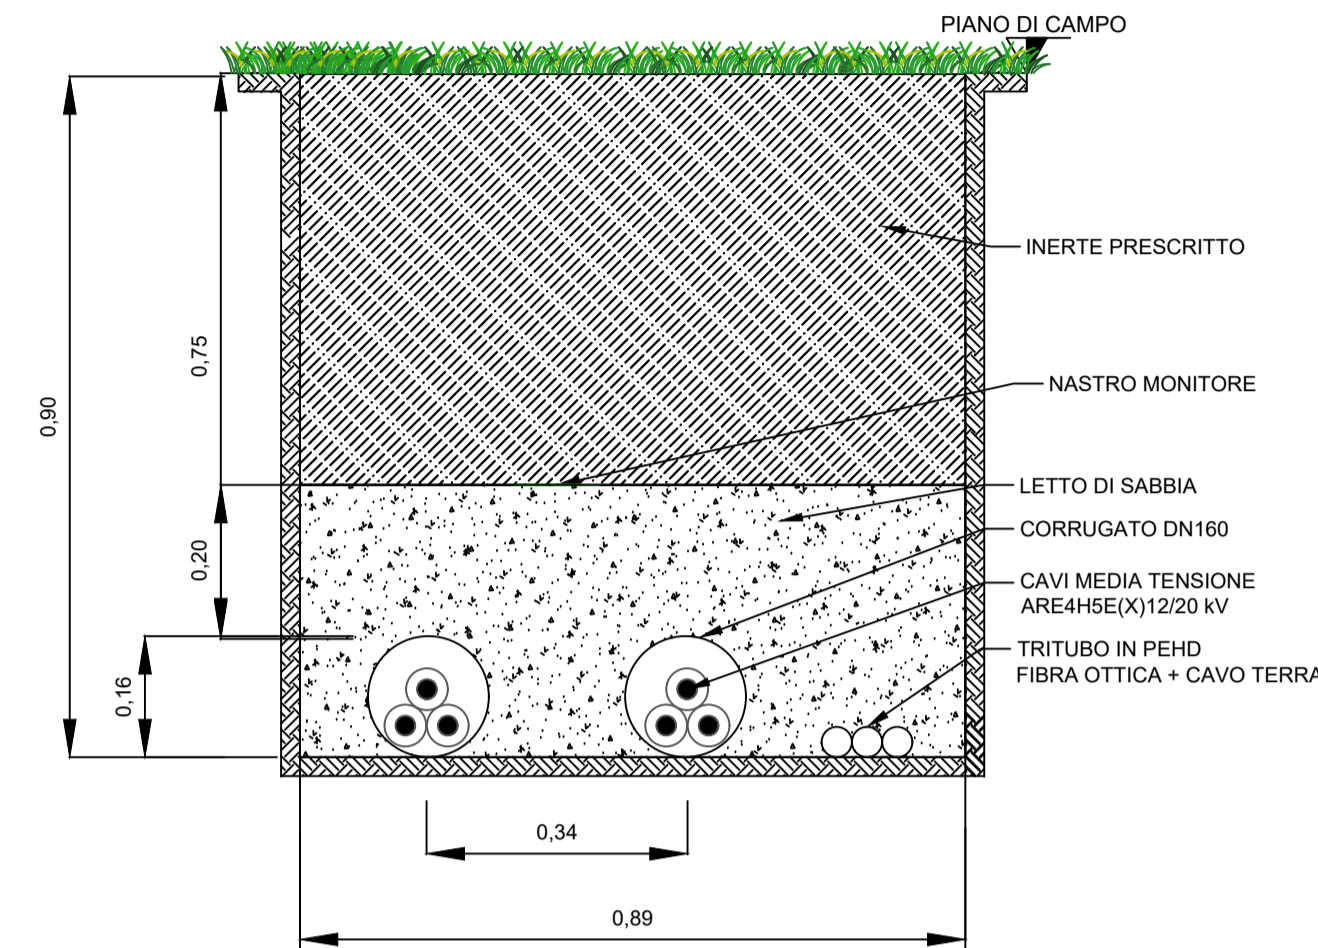 PIANO DI CAMPO
INERTE PRESCRITTO
0,75
NASTRO MONITORE
0,90
LETTO DI SABBIA
CORRUGATO DN160
0,20
CAVI MEDIA TENSIONE
ARE4H5E(X)12/20 kV
TRITUBO IN PEHD
FIBRA OTTICA + CAVO TERRA
0,16
0,34
0,89